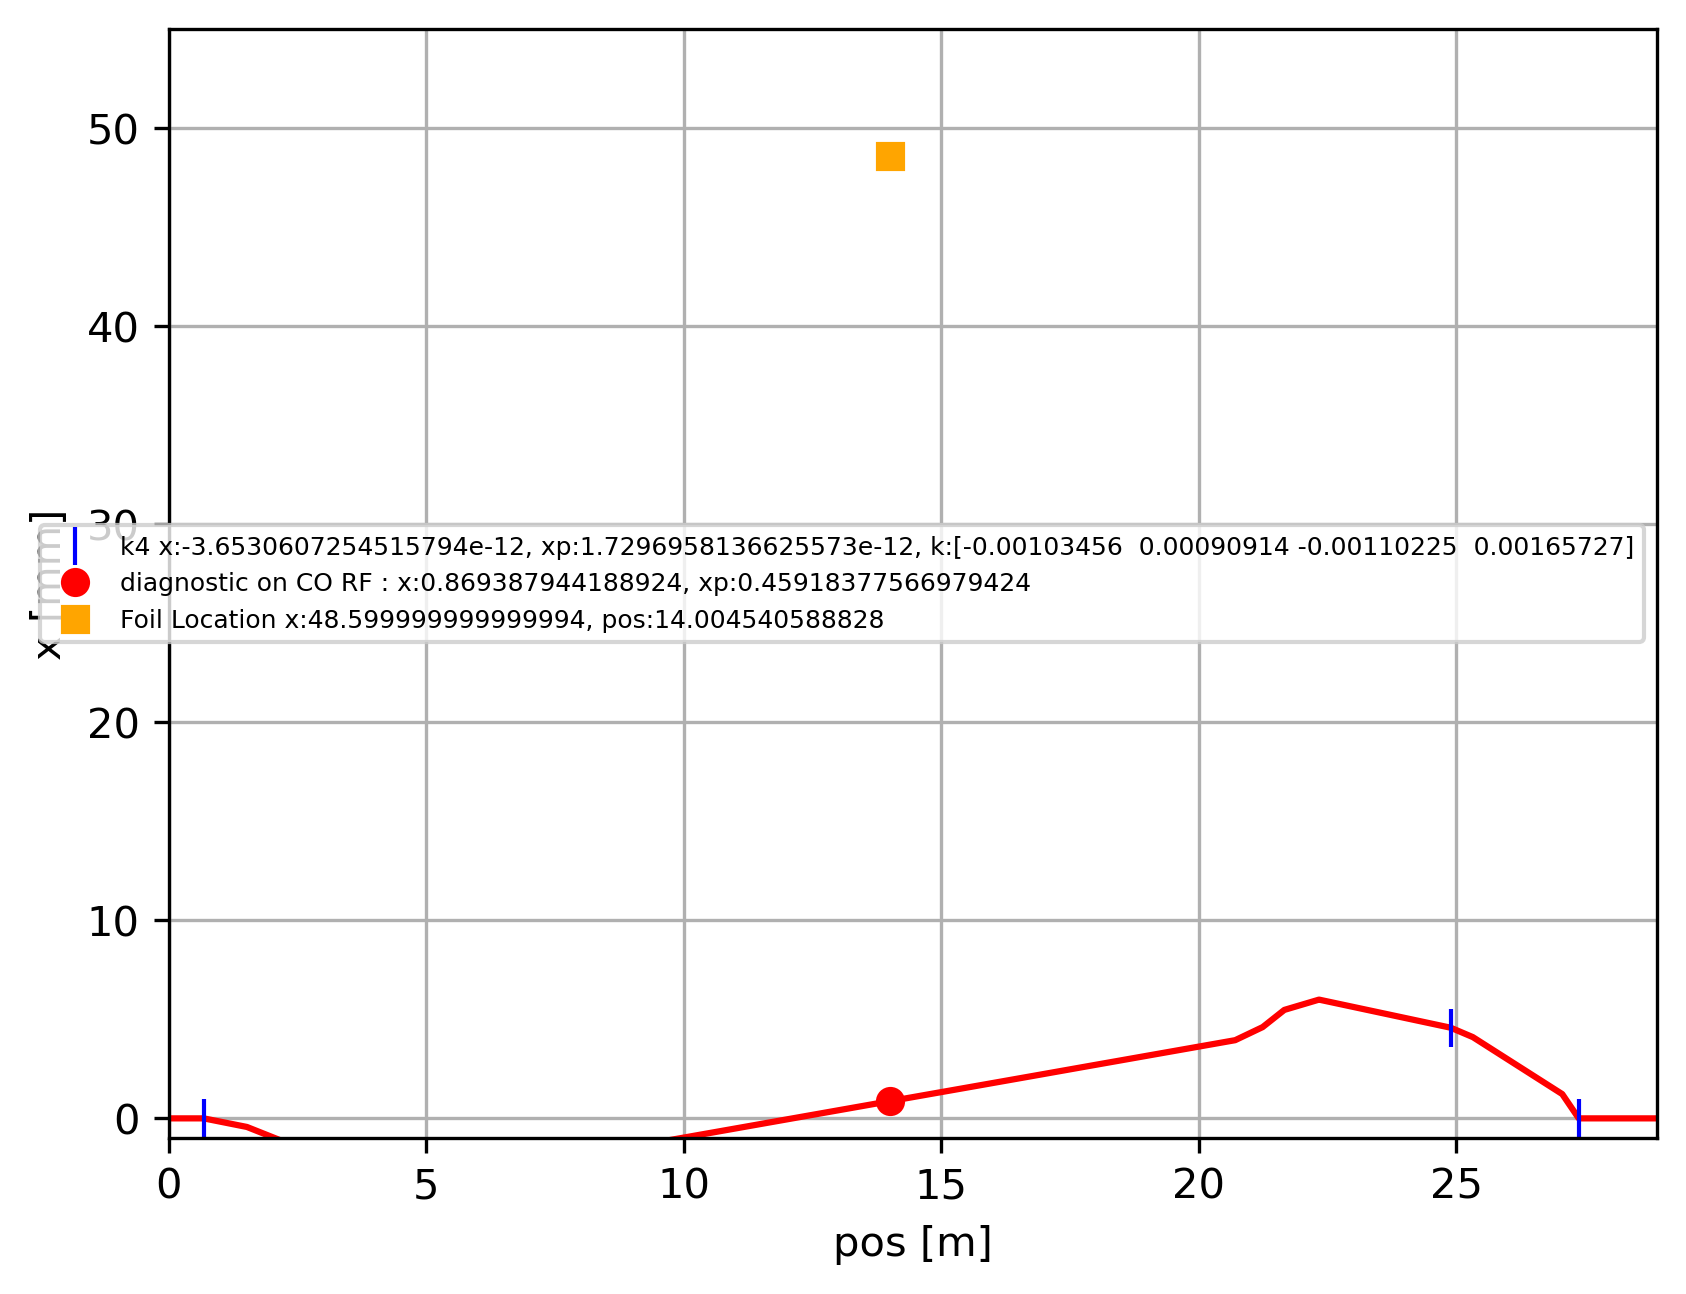 50
40
30
k4 x:-3.6530607254515794e-12, xp:1.7296958136625573e-12, k:[-0.00103456  0.00090914 -0.00110225  0.00165727]
diagnostic on CO RF : x:0.869387944188924, xp:0.45918377566979424
Foil Location x:48.599999999999994, pos:14.004540588828
x [mm]
20
10
0
0 5 10 15 20 25
pos [m]